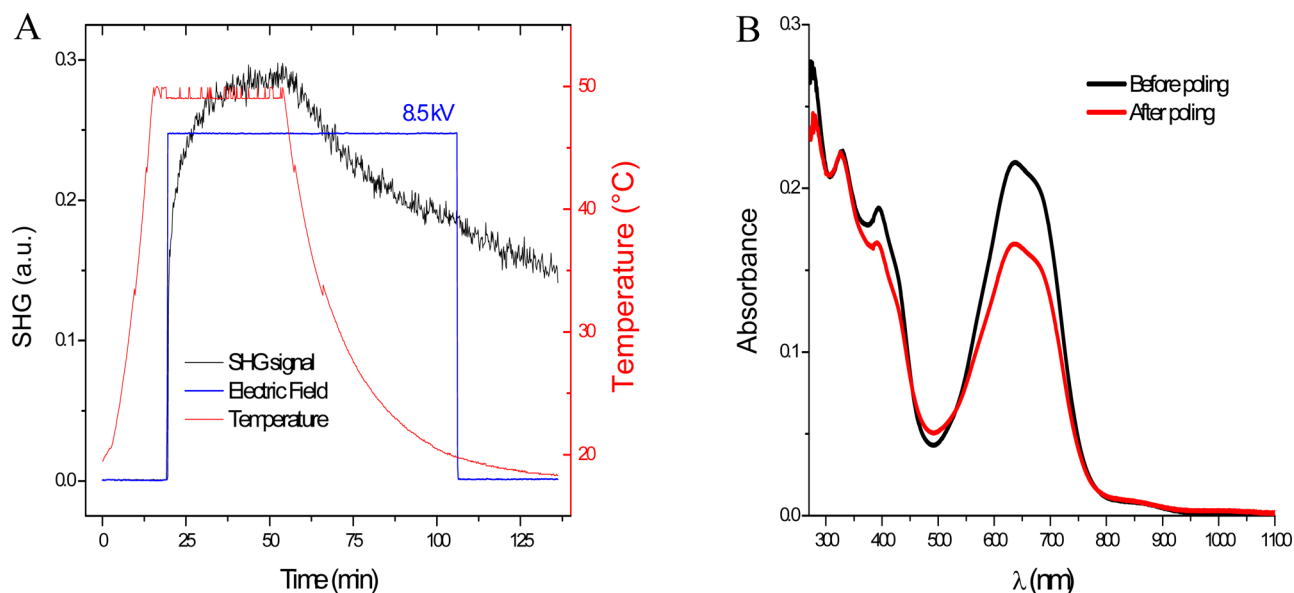 A
0.3
0.2
0.1
0.0
SHG (a.u.)
0
25
50
75
100
125
Time (min)
50
40
30
20
Temperature (°C)
8.5 kV
SHG signal
Electric Field
Temperature
B
0.3
0.2
0.1
0.0
Absorbance
300 400 500 600 700 800 900 1000 1100
λ (nm)
Before poling
After poling